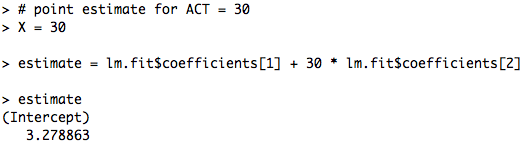 > # point estimate for ACT = 30
> X = 30
> estimate = lm.fit$coefficients[1] + 30 * lm.fit$coefficients[2]
> estimate
(Intercept)
3.278863